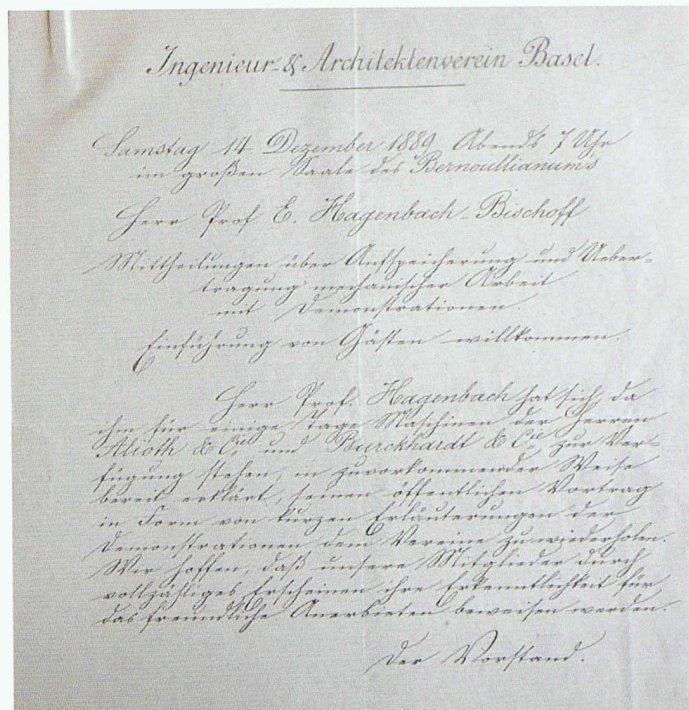 Ingenieur- & Architektenverein Basel.
Samstag 14 Dezember 1889 Abends 7 Uhr
im großen Saale des Bernoullianum's
Herr Prof E. Hagenbach-Bischoff
Mittheilungen über Aufspeicherung und Ueber-
tragung mechanischer Arbeit
mit Demonstrationen.
Einführung von Gästen willkommen.
Herr Prof. Hagenbach hat sich, da
ihm für einige Tage Maschinen der Herren
Alioth & Cie. und Burckhardt & Cie. zur Ver-
fügung stehen, in zuvorkommender Weise
bereit erklärt, seinen öffentlichen Vortrag
in Form von kurzen Erläuterungen der
Demonstrationen dem Vereine zu wiederholen.
Wir hoffen, daß unsere Mitglieder durch
vollzähliges Erscheinen ihre Erkenntlichkeit für
das freundliche Anerbieten beweisen werden.
Der Vorstand.